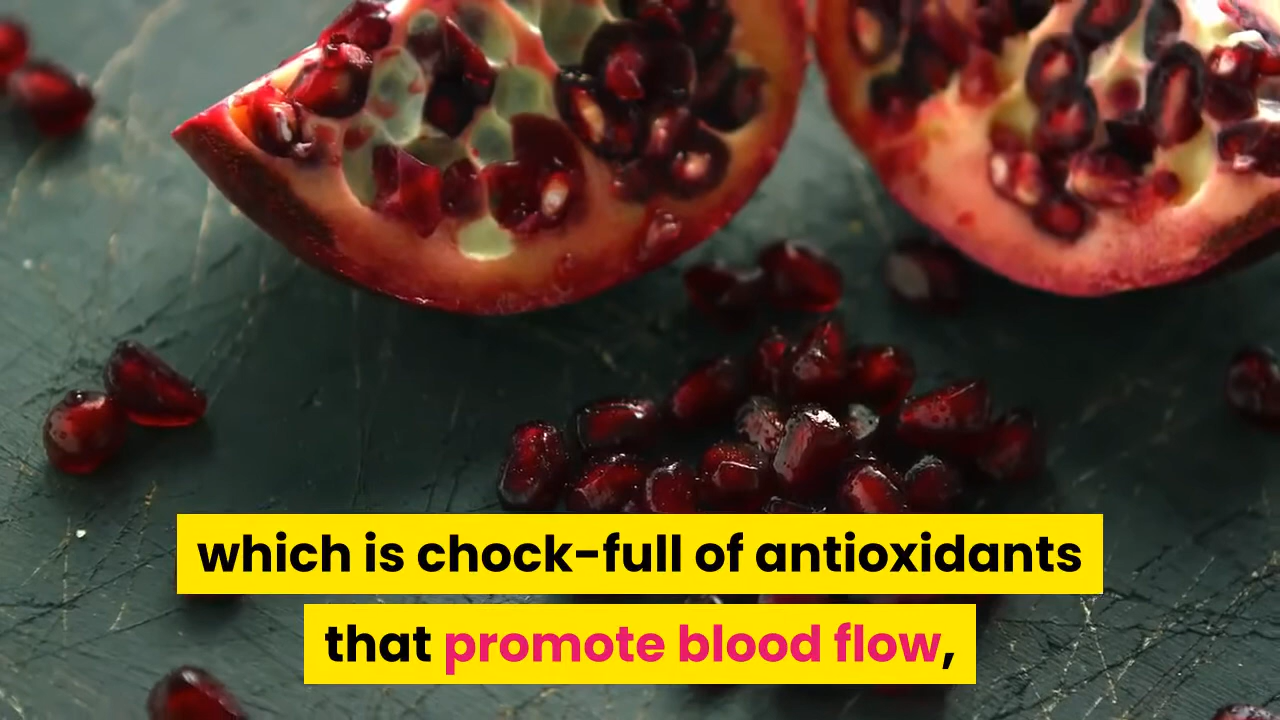 which is chock-full of antioxidants
that promote blood flow,